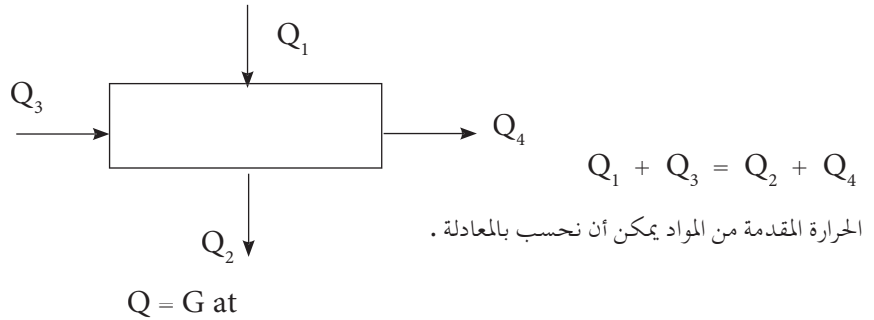 Q₁
Q₃
Q₄
Q₁ + Q₃ = Q₂ + Q₄
الحرارة المقدمة من المواد يمكن أن نحسب بالمعادلة .
Q₂
Q = G at